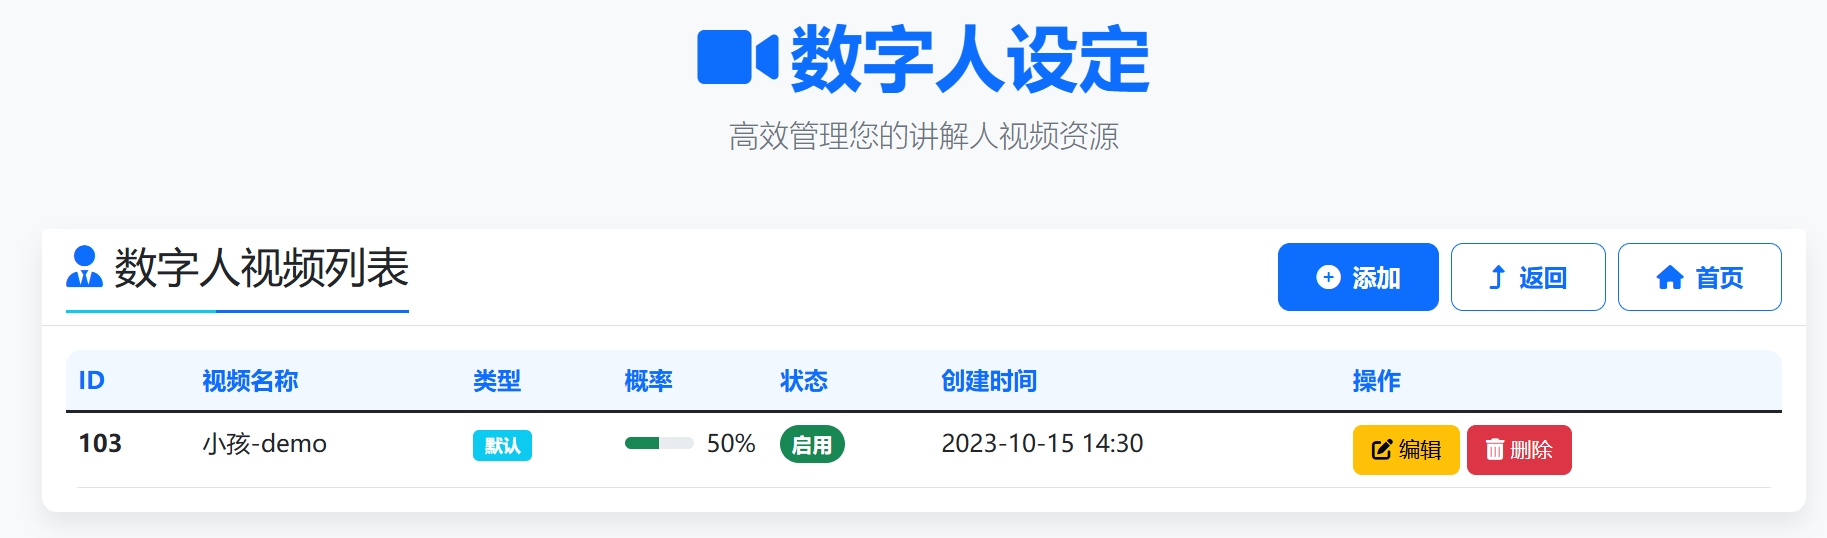 数字人设定
高效管理您的讲解人视频资源
数字人视频列表 添加 返回 首页
ID 视频名称 类型 概率 状态 创建时间 操作
103 小孩-demo 默认 50% 启用 2023-10-15 14:30 编辑 删除